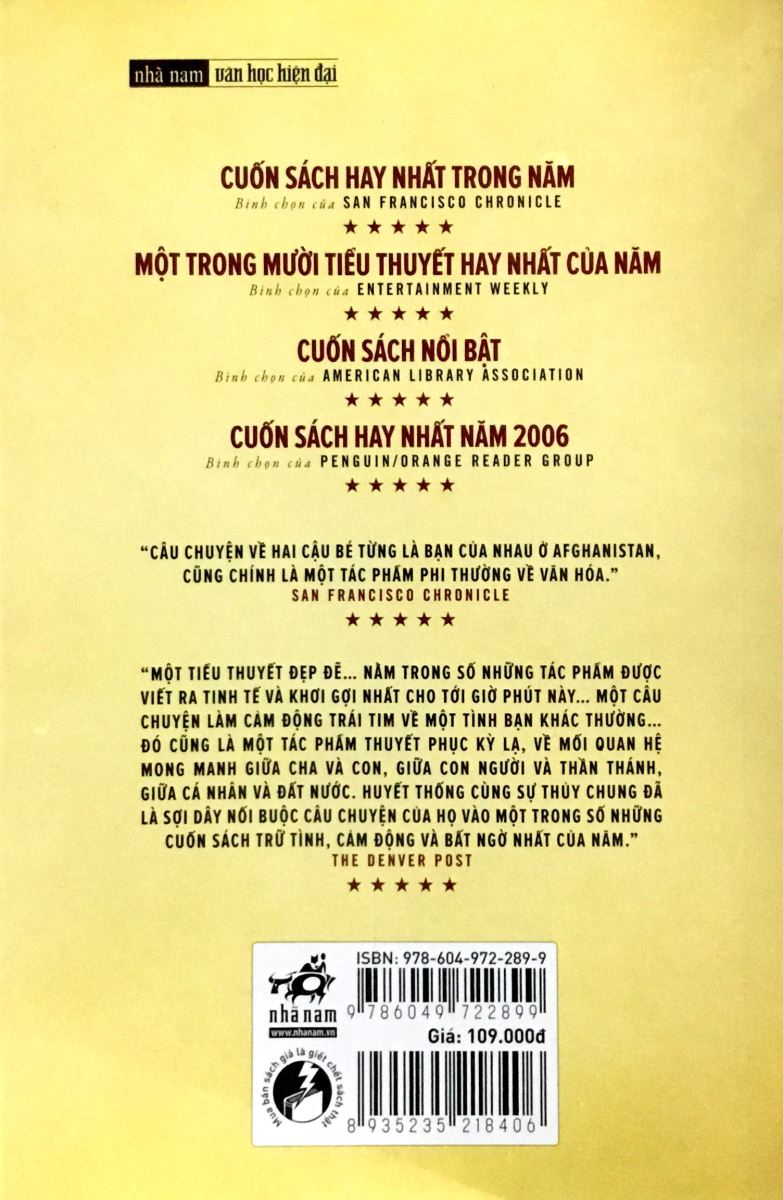 nhã nam văn học hiện đại
CUỐN SÁCH HAY NHẤT TRONG NĂM
Bình chọn của SAN FRANCISCO CHRONICLE
★ ★ ★ ★ ★
MỘT TRONG MƯỜI TIỂU THUYẾT HAY NHẤT CỦA NĂM
Bình chọn của ENTERTAINMENT WEEKLY
★ ★ ★ ★ ★
CUỐN SÁCH NỔI BẬT
Bình chọn của AMERICAN LIBRARY ASSOCIATION
★ ★ ★ ★ ★
CUỐN SÁCH HAY NHẤT NĂM 2006
Bình chọn của PENGUIN/ORANGE READER GROUP
★ ★ ★ ★ ★
“CÂU CHUYỆN VỀ HAI CẬU BÉ TỪNG LÀ BẠN CỦA NHAU Ở AFGHANISTAN,
CŨNG CHÍNH LÀ MỘT TÁC PHẨM PHI THƯỜNG VỀ VĂN HÓA.”
SAN FRANCISCO CHRONICLE
★ ★ ★ ★ ★
“MỘT TIỂU THUYẾT ĐẸP ĐẼ... NẰM TRONG SỐ NHỮNG TÁC PHẨM ĐƯỢC
VIẾT RA TINH TẾ VÀ KHƠI GỢI NHẤT CHO TỚI GIỜ PHÚT NÀY... MỘT CÂU
CHUYỆN LÀM CẢM ĐỘNG TRÁI TIM VỀ MỘT TÌNH BẠN KHÁC THƯỜNG...
ĐÓ CŨNG LÀ MỘT TÁC PHẨM THUYẾT PHỤC KỲ LẠ, VỀ MỐI QUAN HỆ
MONG MANH GIỮA CHA VÀ CON, GIỮA CON NGƯỜI VÀ THẦN THÁNH,
GIỮA CÁ NHÂN VÀ ĐẤT NƯỚC. HUYẾT THỐNG CÙNG SỰ THỦY CHUNG ĐÃ
LÀ SỢI DÂY NỐI BUỘC CÂU CHUYỆN CỦA HỌ VÀO MỘT TRONG SỐ NHỮNG
CUỐN SÁCH TRỮ TÌNH, CẢM ĐỘNG VÀ BẤT NGỜ NHẤT CỦA NĂM.”
THE DENVER POST
★ ★ ★ ★ ★
ISBN: 978-604-972-289-9
9 786049 722899
nhã nam
www.nhanam.vn
Giá: 109.000đ
Mua bán sách giả là giết chết sách thật
8 935235 218406